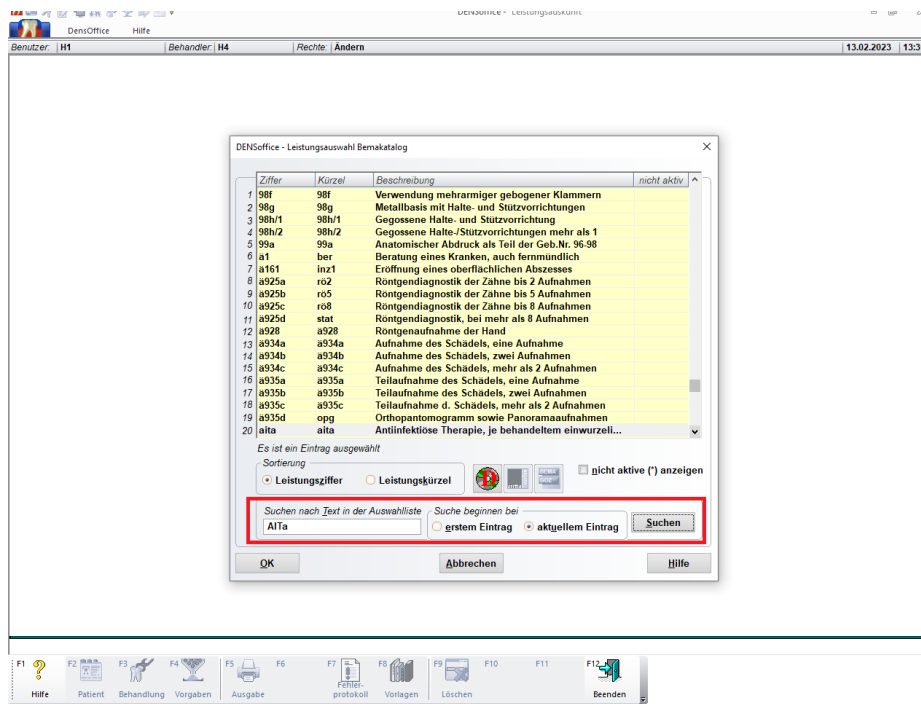 DENSoffice - Leistungsauskunft
DensOffice Hilfe
Benutzer: H1 Behandler: H4 Rechte: Ändern 13.02.2023 13:3
DENSoffice - Leistungsauswahl Bemakatalog
Ziffer Kürzel Beschreibung nicht aktiv
1 98f 98f Verwendung mehrarmiger gebogener Klammern
2 98g 98g Metallbasis mit Halte- und Stützvorrichtungen
3 98h/1 98h/1 Gegossene Halte- und Stützvorrichtung
4 98h/2 98h/2 Gegossene Halte-/Stützvorrichtungen mehr als 1
5 99a 99a Anatomischer Abdruck als Teil der Geb.Nr. 96-98
6 ä1 ber Beratung eines Kranken, auch fernmündlich
7 ä161 inz1 Eröffnung eines oberflächlichen Abszesses
8 ä925a rö2 Röntgendiagnostik der Zähne bis 2 Aufnahmen
9 ä925b rö5 Röntgendiagnostik der Zähne bis 5 Aufnahmen
10 ä925c rö8 Röntgendiagnostik der Zähne bis 8 Aufnahmen
11 ä925d stat Röntgendiagnostik, bei mehr als 8 Aufnahmen
12 ä928 ä928 Röntgenaufnahme der Hand
13 ä934a ä934a Aufnahme des Schädels, eine Aufnahme
14 ä934b ä934b Aufnahme des Schädels, zwei Aufnahmen
15 ä934c ä934c Aufnahme des Schädels, mehr als 2 Aufnahmen
16 ä935a ä935a Teilaufnahme des Schädels, eine Aufnahme
17 ä935b ä935b Teilaufnahme des Schädels, zwei Aufnahmen
18 ä935c ä935c Teilaufnahme d. Schädels, mehr als 2 Aufnahmen
19 ä935d opg Orthopantomogramm sowie Panoramaaufnahmen
20 aita aita Antiinfektiöse Therapie, je behandeltem einwurzeli...
Es ist ein Eintrag ausgewählt
Sortierung
Leistungsziffer Leistungskürzel nicht aktive (*) anzeigen
Suchen nach Text in der Auswahlliste Suche beginnen bei
AITa erstem Eintrag aktuellem Eintrag Suchen
OK Abbrechen Hilfe
F1 F2 F3 F4 F5 F6 F7 F8 F9 F10 F11 F12
Hilfe Patient Behandlung Vorgaben Ausgabe Fehler-protokoll Vorlagen Löschen Beenden